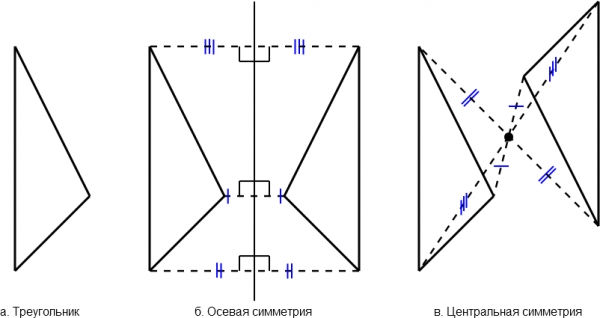 а. Треугольник
б. Осевая симметрия
в. Центральная симметрия